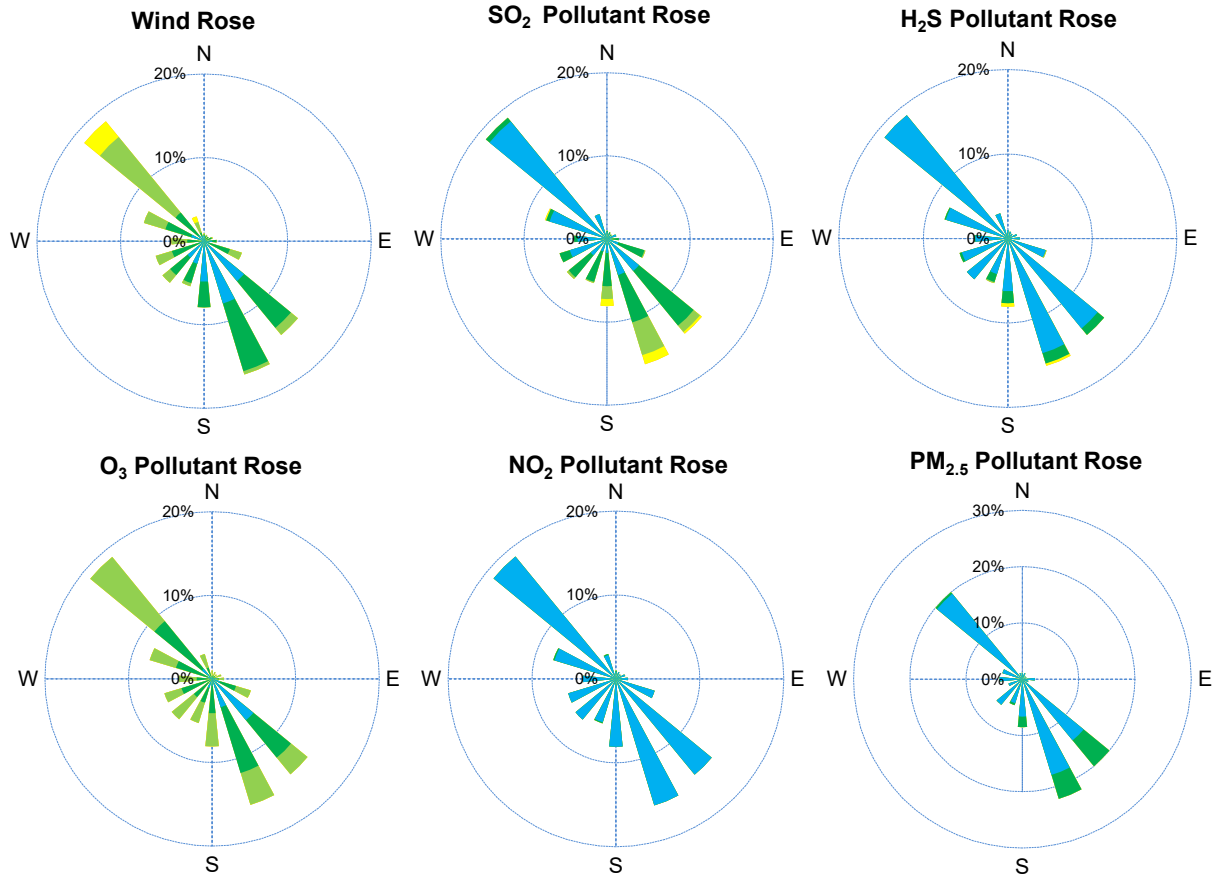 Wind Rose
N
20%
10%
0%
W
E
S
SO₂ Pollutant Rose
20%
10%
0%
H₂S Pollutant Rose
20%
10%
0%
W
E
S
O₃ Pollutant Rose
N
20%
10%
0%
W
E
S
NO₂ Pollutant Rose
N
20%
10%
0%
W
E
S
PM₂.₅ Pollutant Rose
N
30%
20%
10%
0%
W
E
S